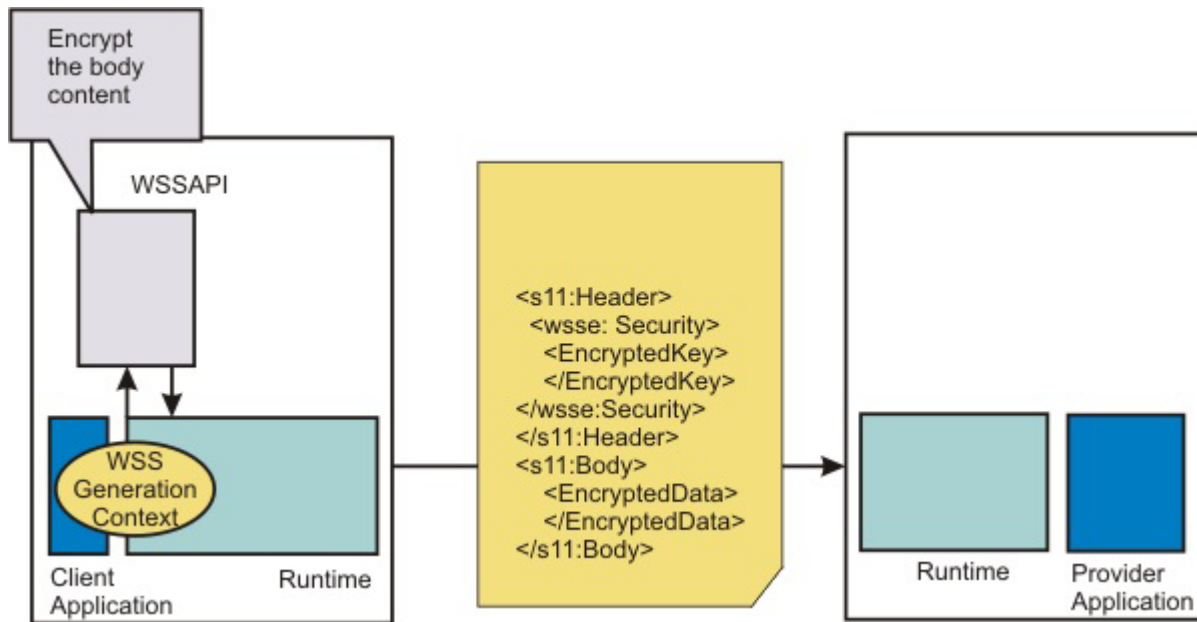 Encrypt
the body
content
WSSAPI
<s11:Header>
<wsse: Security>
<EncryptedKey>
</EncryptedKey>
</wsse:Security>
</s11:Header>
<s11:Body>
<EncryptedData>
</EncryptedData>
</s11:Body>
WSS
Generation
Context
Client
Application
Runtime
Runtime
Provider
Application